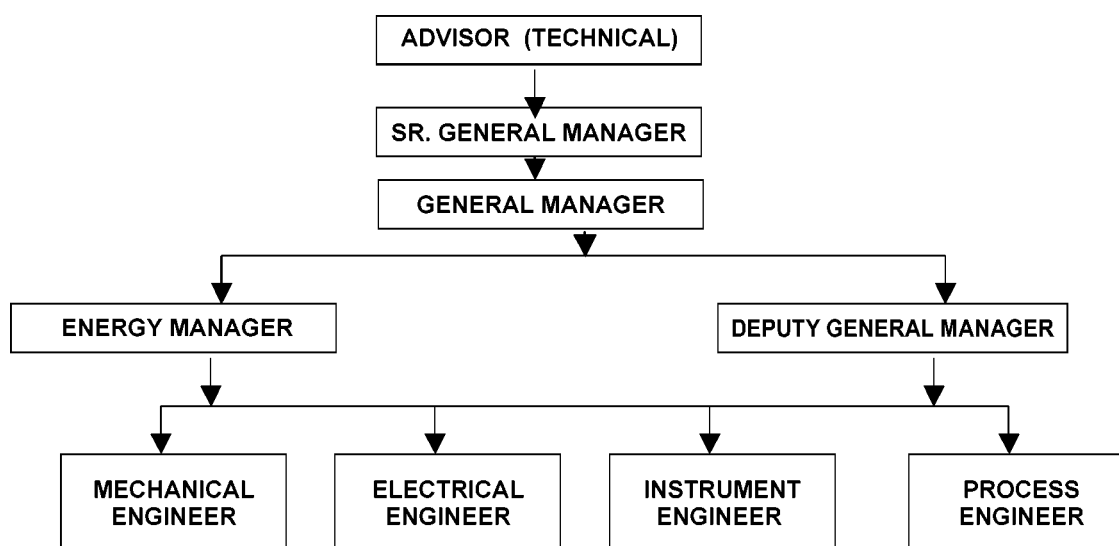 ADVISOR (TECHNICAL)
SR. GENERAL MANAGER
GENERAL MANAGER
ENERGY MANAGER
DEPUTY GENERAL MANAGER
MECHANICAL
ENGINEER
ELECTRICAL
ENGINEER
INSTRUMENT
ENGINEER
PROCESS
ENGINEER